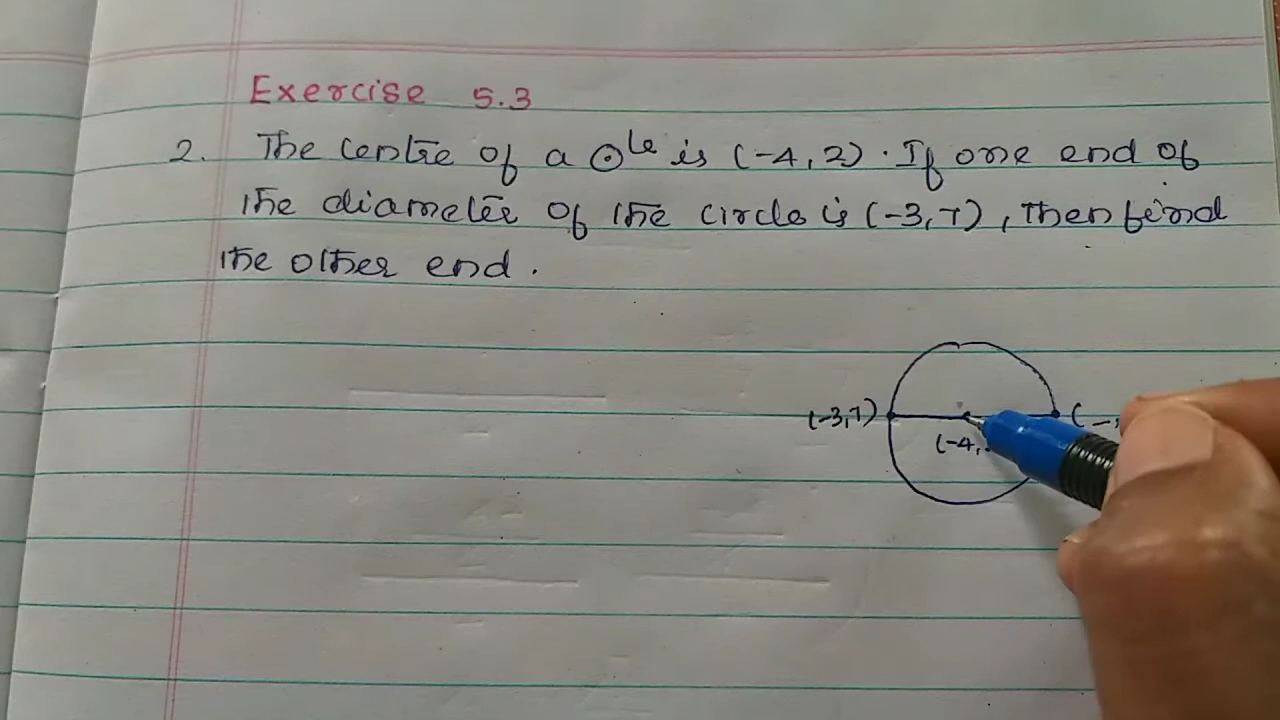 Exercise 5.3
2. The centre of a ⊙le is (-4, 2). If one end of
the diameter of the circle is (-3, 7), then find
the other end.
(-3, 7)
(-4,
(-,